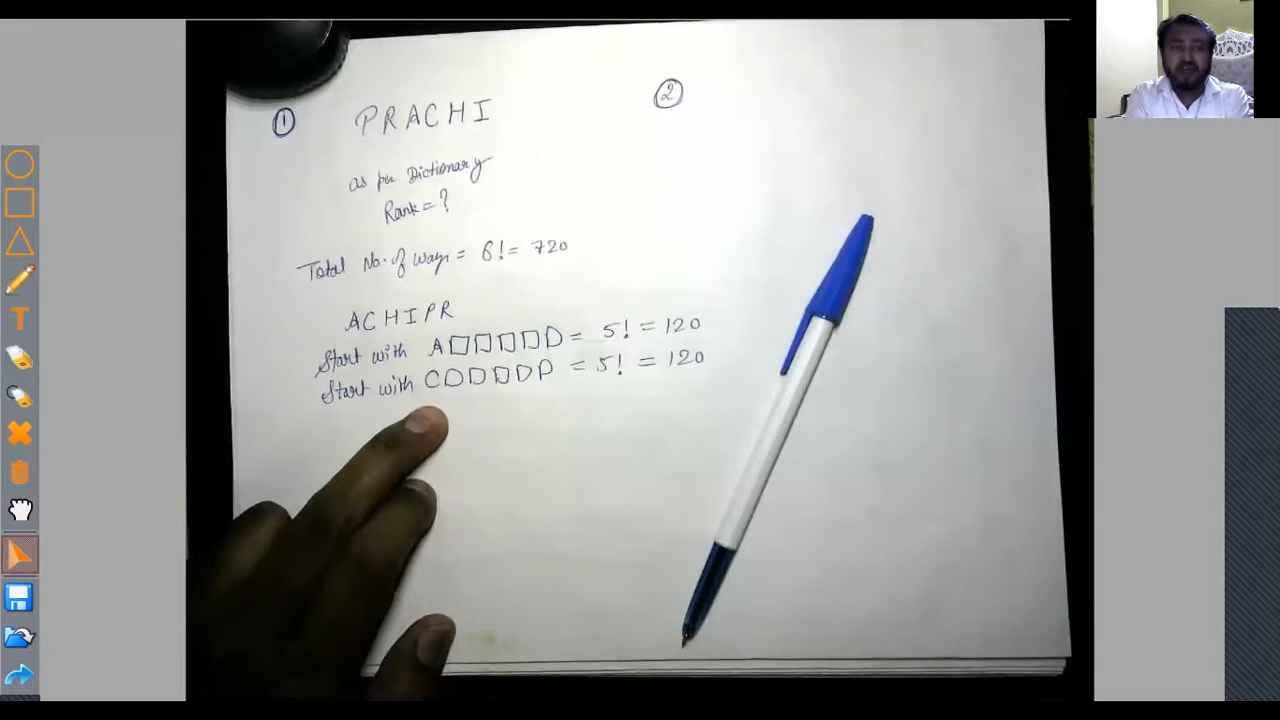 ① PRACHI
as per Dictionary
Rank = ?
Total No. of ways = 6! = 720
ACHIPR
Start with A□□□□□ = 5! = 120
Start with C□□□□□ = 5! = 120
②
T